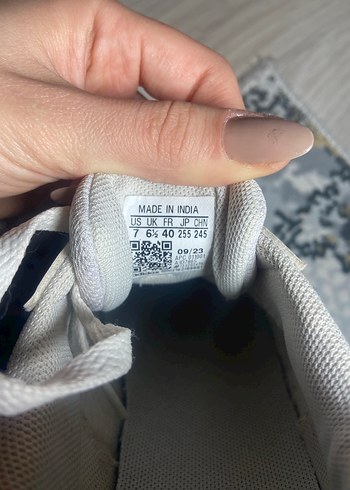 MADE IN INDIA
US UK FR JP CHN
7 6½ 40 255 245
09/23